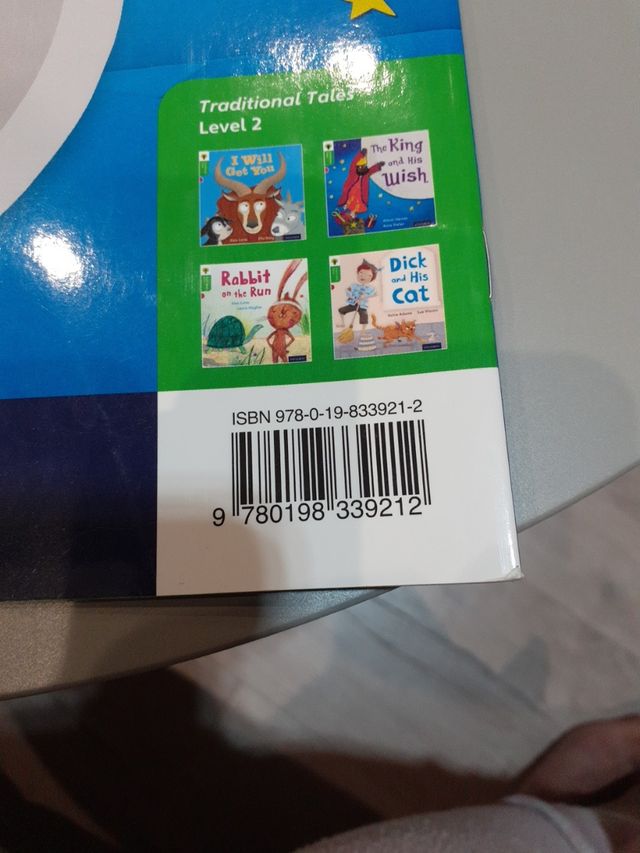 Traditional Tales
Level 2
I Will
Get You
The King
and His
Wish
Rabbit
on the Run
Dick
and His
Cat
2
ISBN 978-0-19-833921-2
9 780198 339212